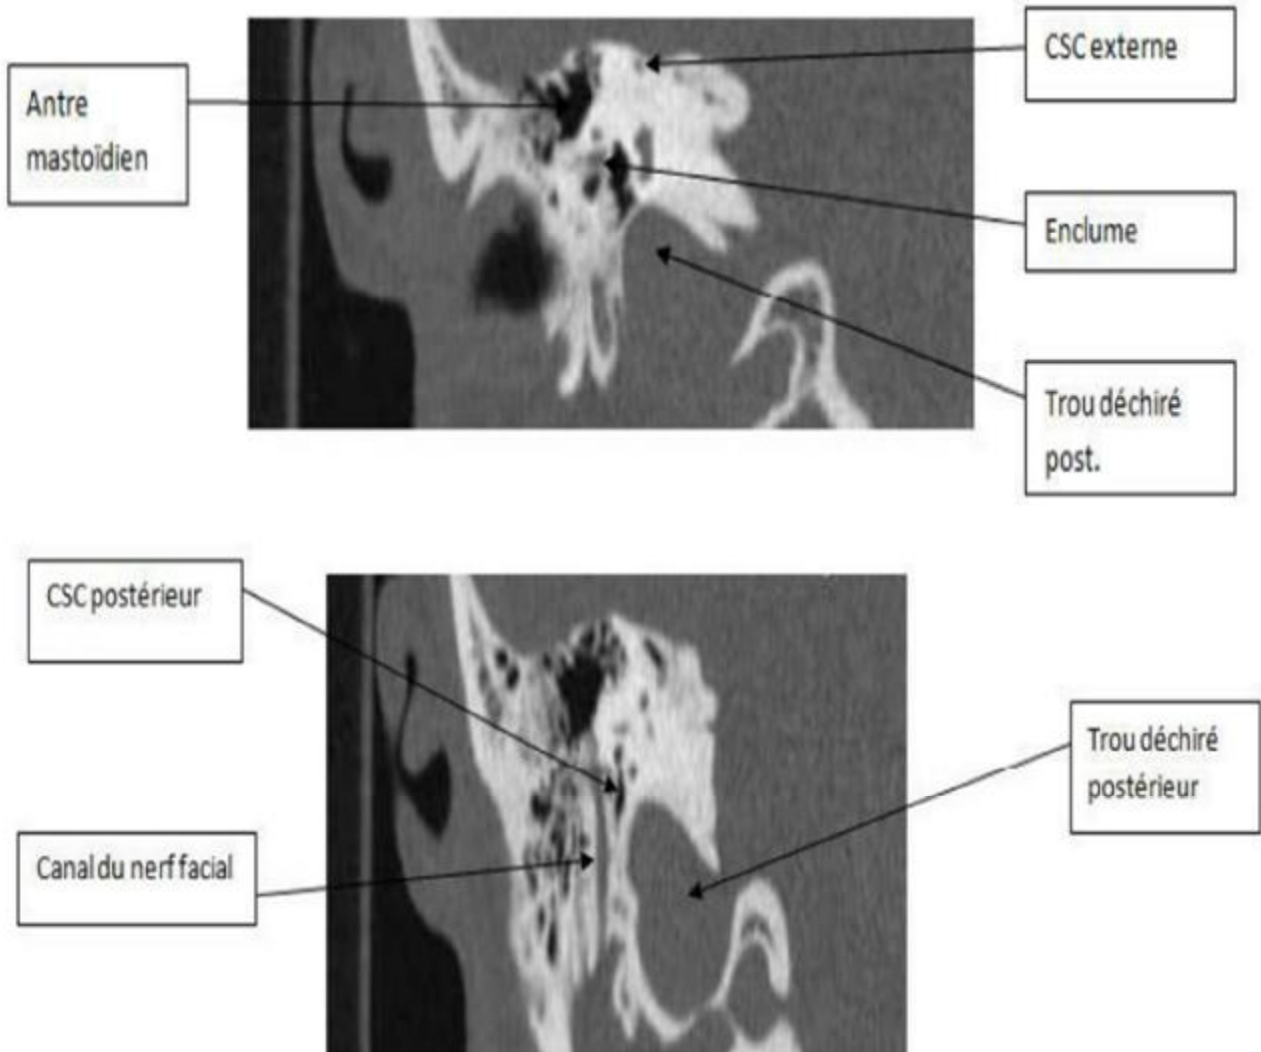 CSC externe
Antre
mastoïdien
Enclume
Trou déchiré
post.
CSC postérieur
Trou déchiré
postérieur
Canal du nerf facial